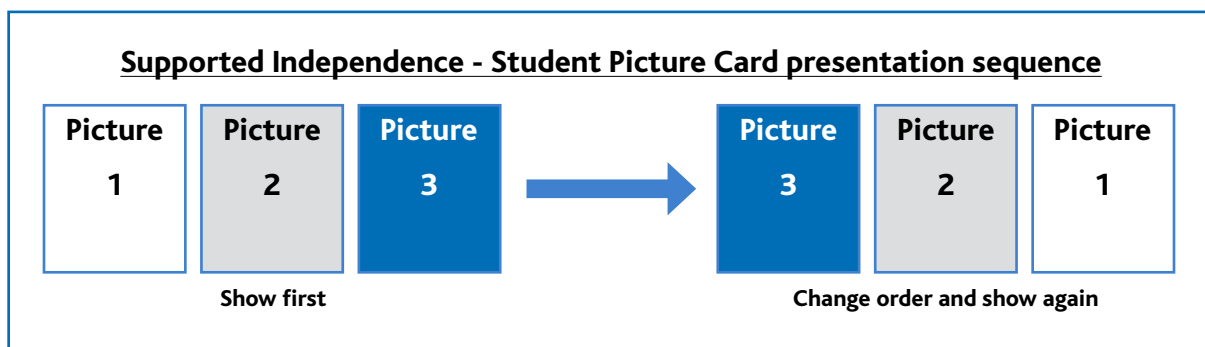 Supported Independence - Student Picture Card presentation sequence
Picture Picture Picture Picture Picture Picture
1 2 3 3 2 1
Show first Change order and show again